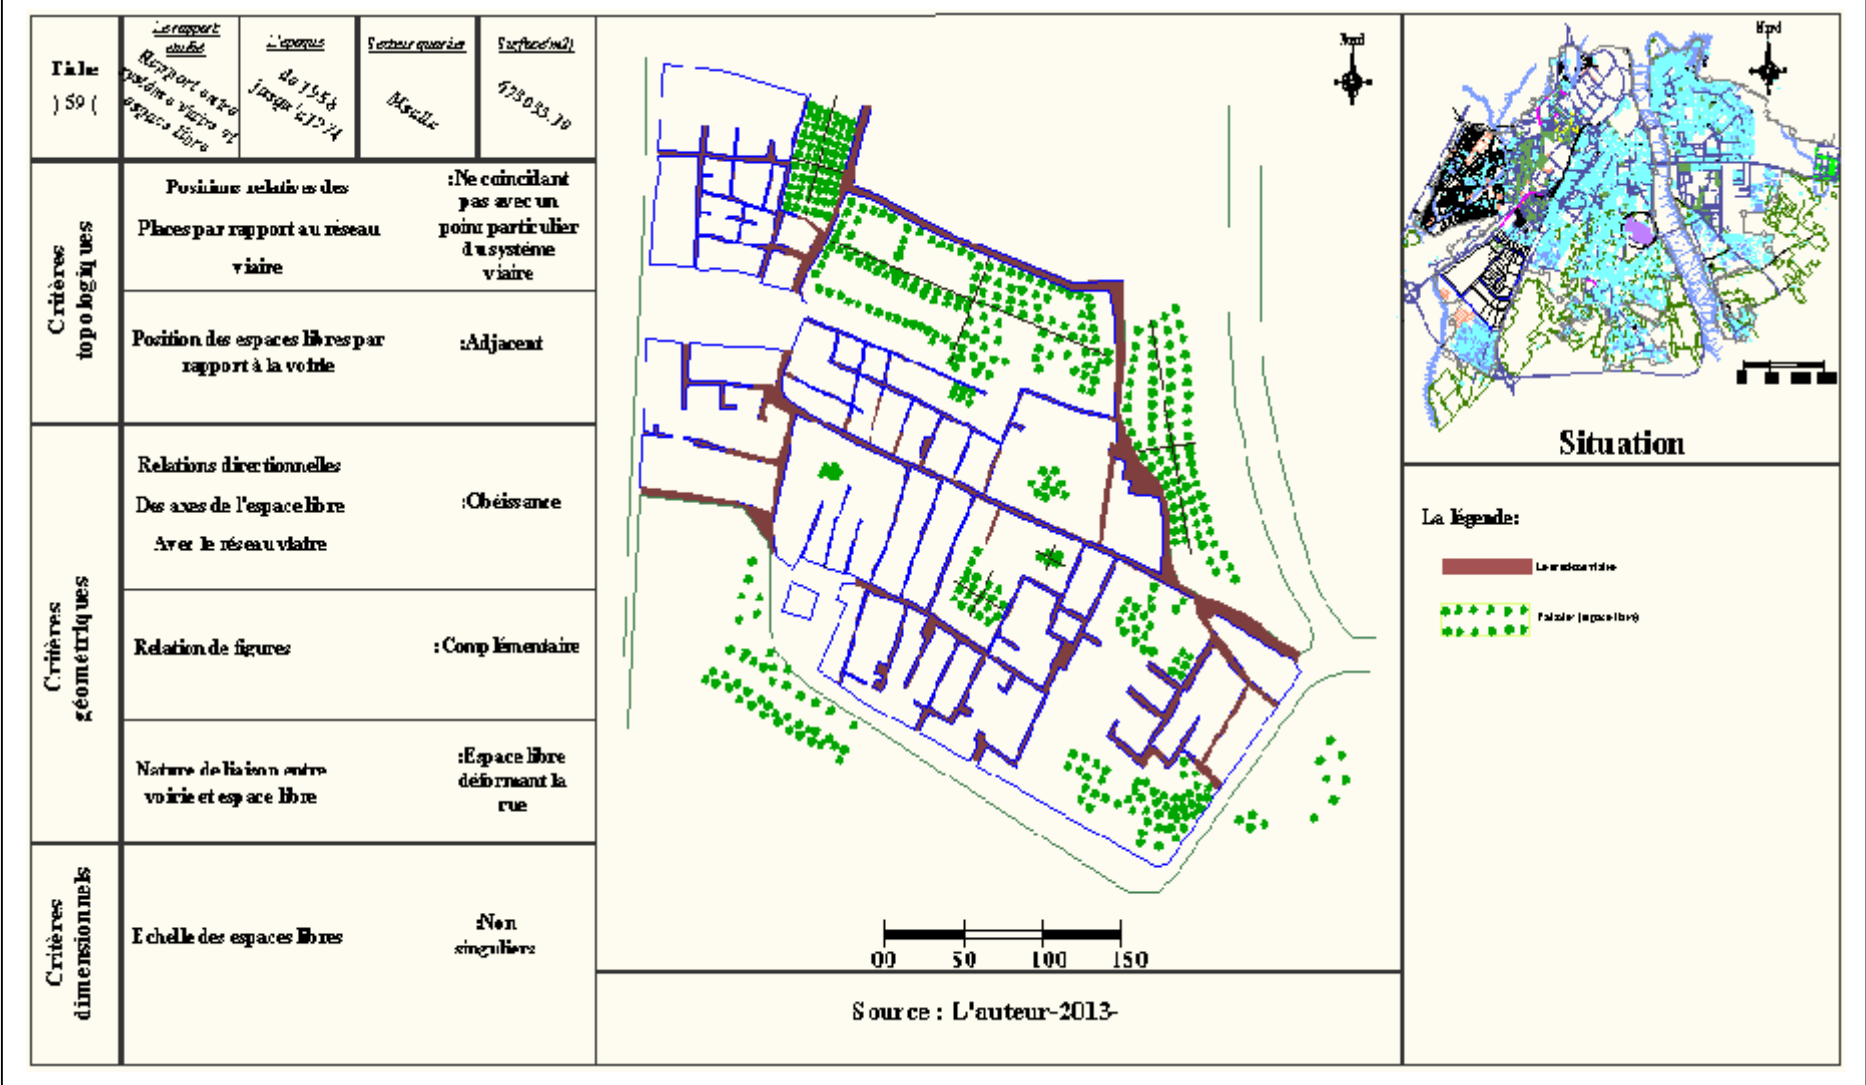 Fiche
) 59 (
Le rapport
étudié
Rapport entre
système viaire et
espace libre
L'époque
de 1958
jusqu'à 1974
Secteur quartier
Msalla
Surface(m2)
Critères
topologiques
Positions relatives des
Places par rapport au réseau
viaire
:Ne coincidant
pas avec un
point particulier
du systéme
viaire
Position des espaces libres par
rapport à la voirie
:Adjacent
Critères
géométriques
Relations directionnelles
Des axes de l'espace libre
Avec le réseau viaire
:Obéissance
Relation de figures
:Complémentaire
Nature de liaison entre
voirie et espace libre
:Espace libre
déformant la
rue
Critères
dimensionnels
Echelle des espaces libres
:Non
singuliers
Nord
00 50 100 150
Source : L'auteur-2013-
Nord
Situation
La légende: